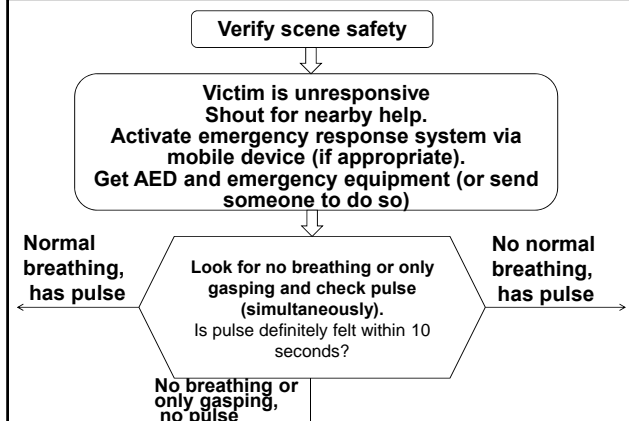 Verify scene safety
Victim is unresponsive
Shout for nearby help.
Activate emergency response system via
mobile device (if appropriate).
Get AED and emergency equipment (or send
someone to do so)
Normal
breathing,
has pulse
Look for no breathing or only
gasping and check pulse
(simultaneously).
Is pulse definitely felt within 10
seconds?
No normal
breathing,
has pulse
No breathing or
only gasping,
no pulse